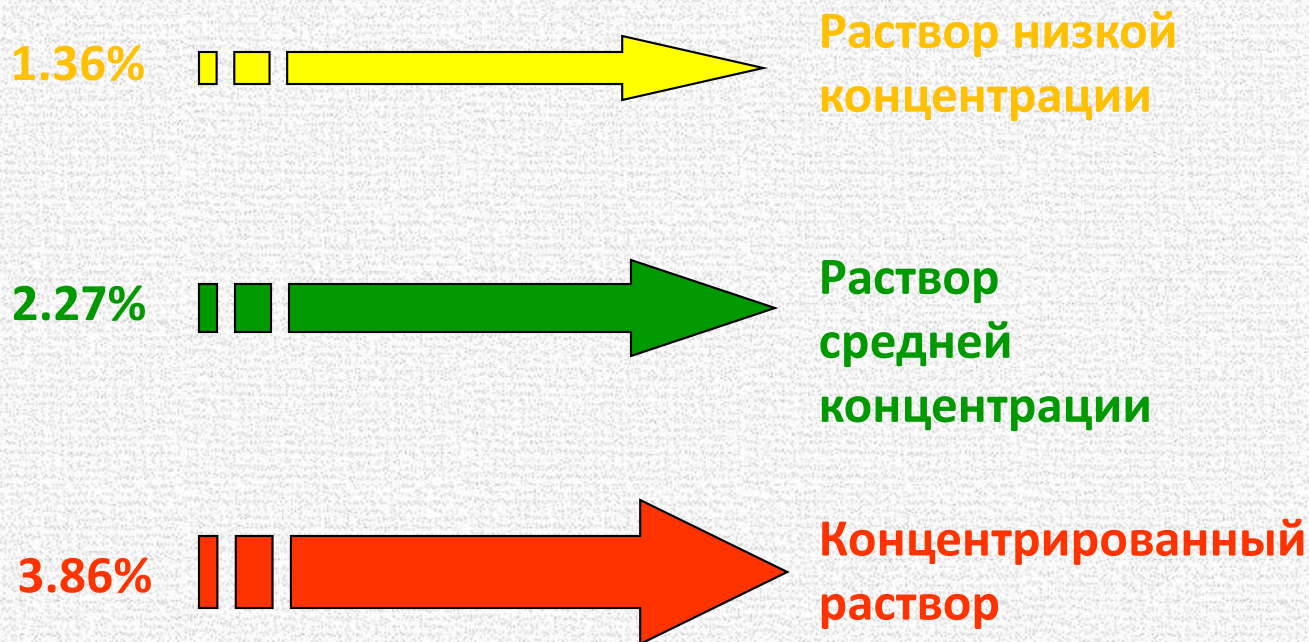 1.36%
Раствор низкой
концентрации
2.27%
Раствор
средней
концентрации
3.86%
Концентрированный
раствор